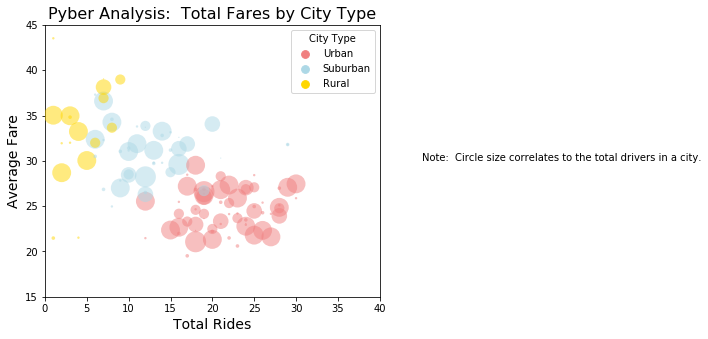 Pyber Analysis:  Total Fares by City Type
45
40
35
30
25
20
15
Average Fare
City Type
Urban
Suburban
Rural
Note:  Circle size correlates to the total drivers in a city.
0 5 10 15 20 25 30 35 40
Total Rides